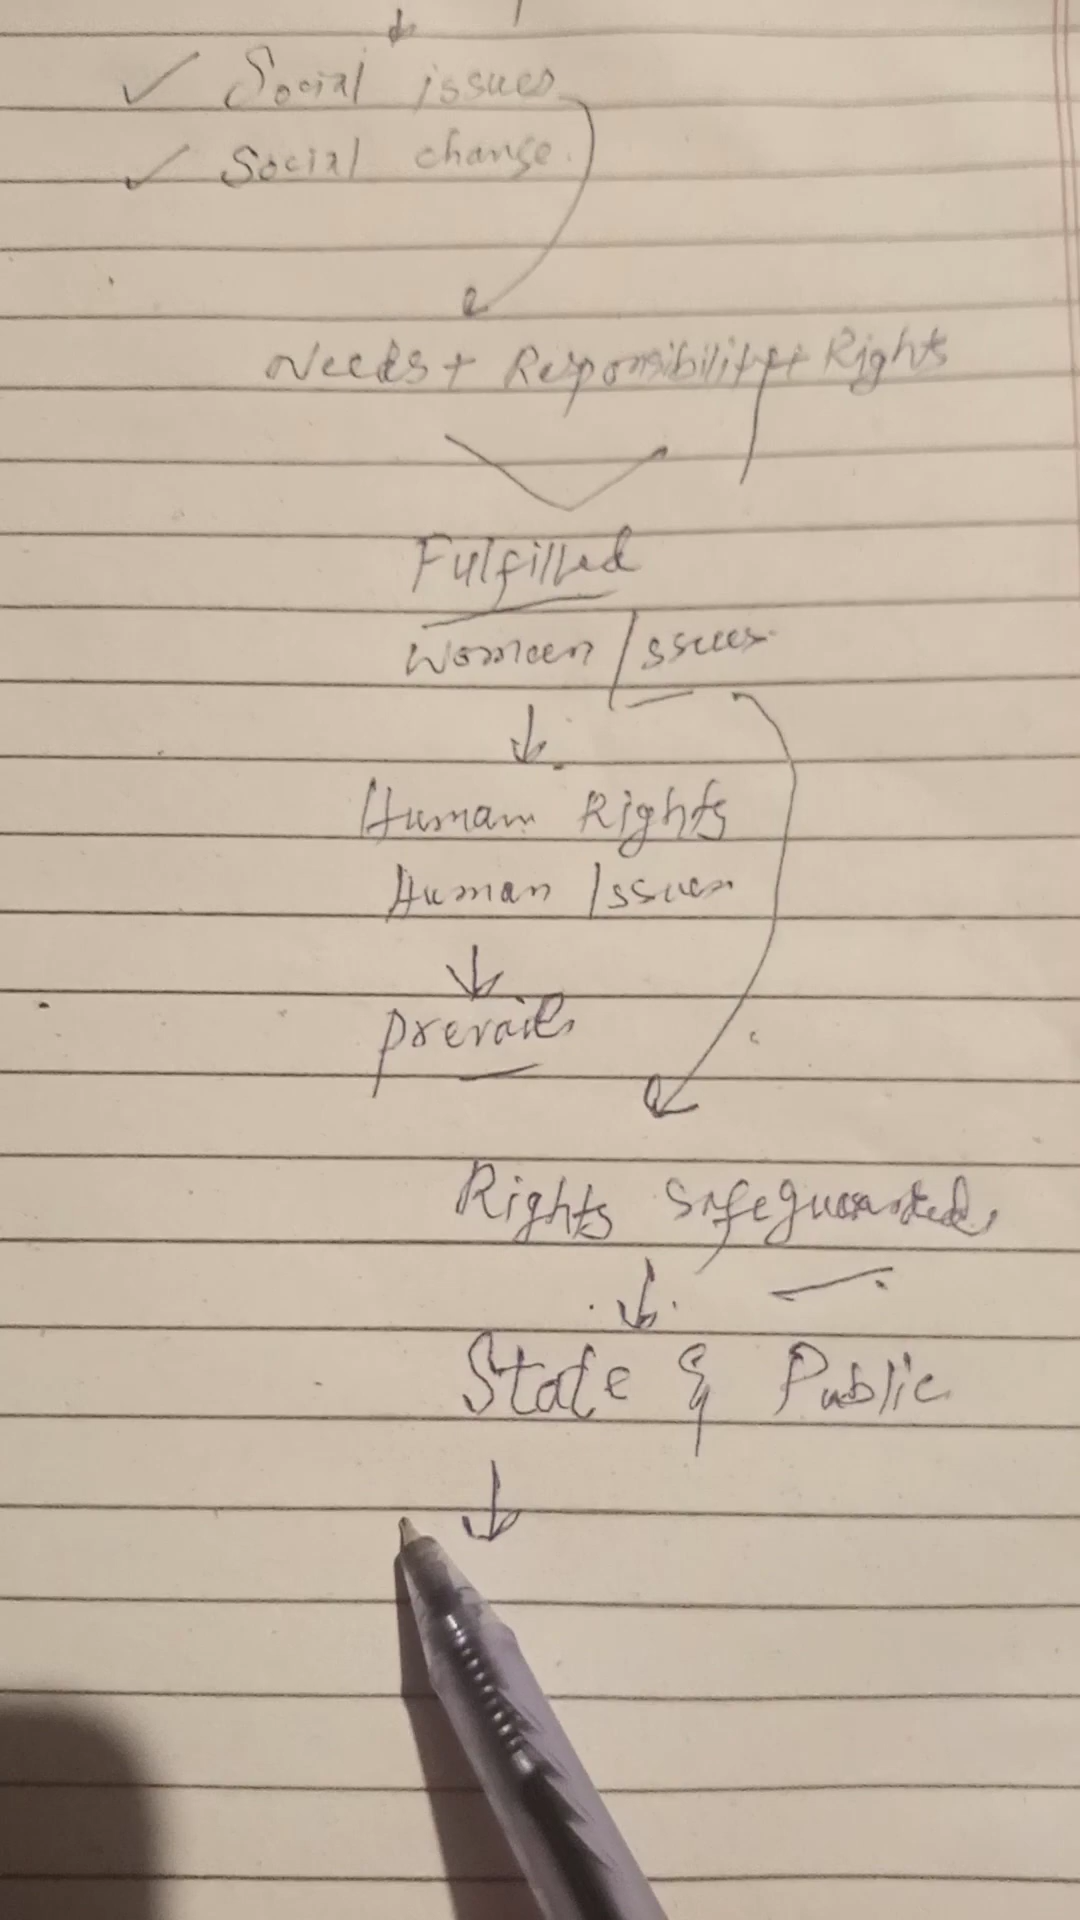 ✓ Social issues
✓ Social change.
Needs + Responsibility + Rights
Fulfilled
Women Issues
↓
Human Rights
Human Issues
↓
prevails
Rights Safeguarded
↓
State & Public
↓